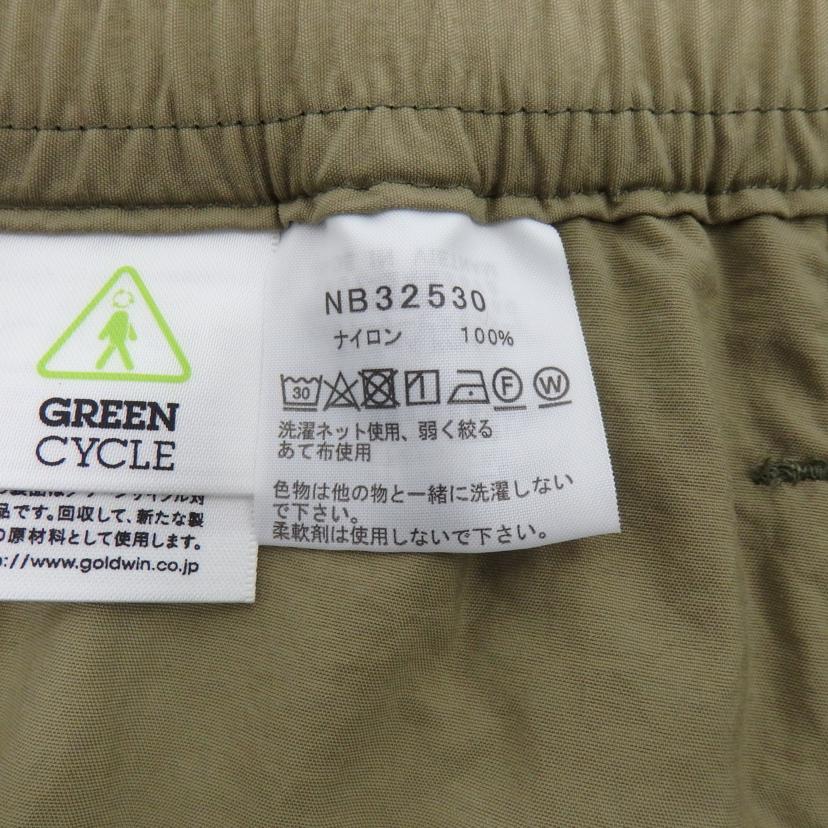 GREEN
CYCLE
品です。回収して、新たな製
の原材料として使用します。
://www.goldwin.co.jp
NB32530
ナイロン 100%
30
F
W
洗濯ネット使用、弱く絞る
あて布使用
色物は他の物と一緒に洗濯しない
で下さい。
柔軟剤は使用しないで下さい。